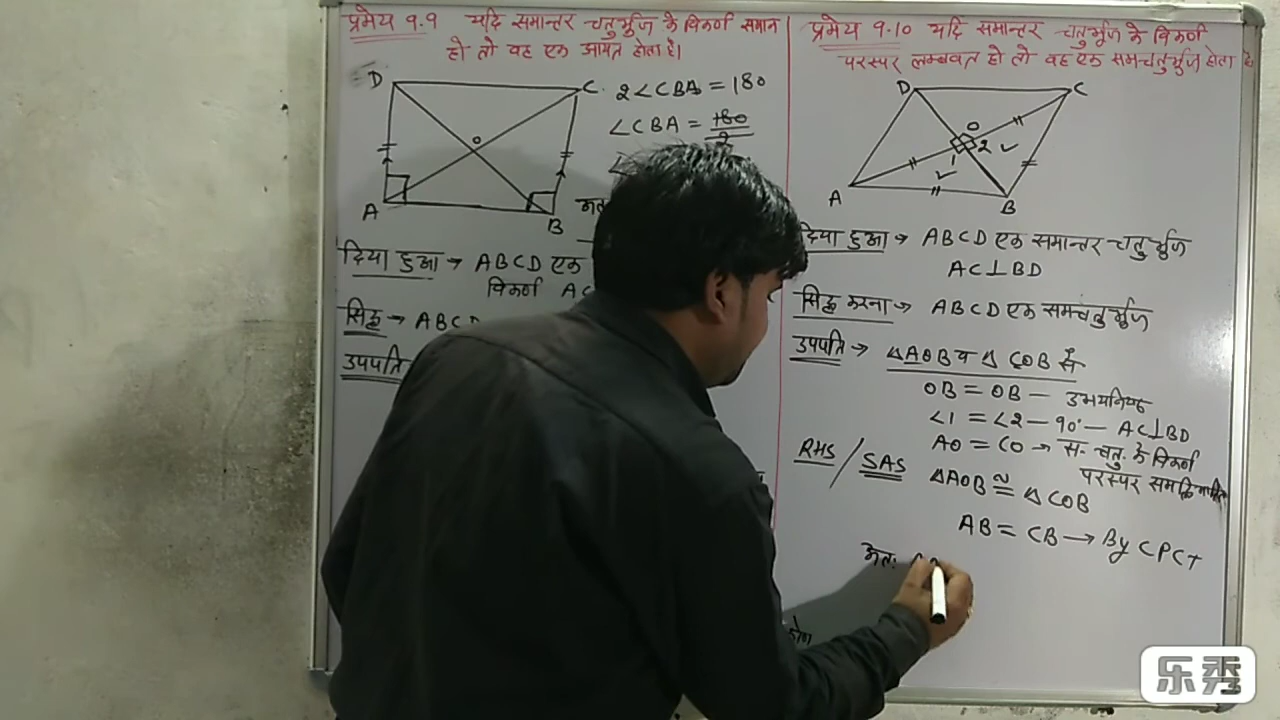 प्रमेय 9.9 यदि समान्तर चतुर्भुज के विकर्ण समान
हो तो वह एक आयत होता है।
D
C
O
A
B
2∠CBA = 180
∠CBA = 180
2
दिया हुआ → ABCD एक
विकर्ण AC
सिद्ध → ABCD
उपपति
प्रमेय 9.10 यदि समान्तर चतुर्भुज के विकर्ण
परस्पर लम्बवत हो तो वह एक समचतुर्भुज होता है।
D
C
O
1
2
A
B
दिया हुआ → ABCD एक समान्तर चतुर्भुज
AC⊥BD
सिद्ध करना → ABCD एक समचतुर्भुज
उपपति → △AOB व △COB में
OB = OB — उभयनिष्ठ
∠1 = ∠2 — 90° — AC⊥BD
AO = CO → स. चतु. के विकर्ण
परस्पर
RHS / SAS △AOB ≅ △COB
AB = CB → By CPCT
अतः
乐秀